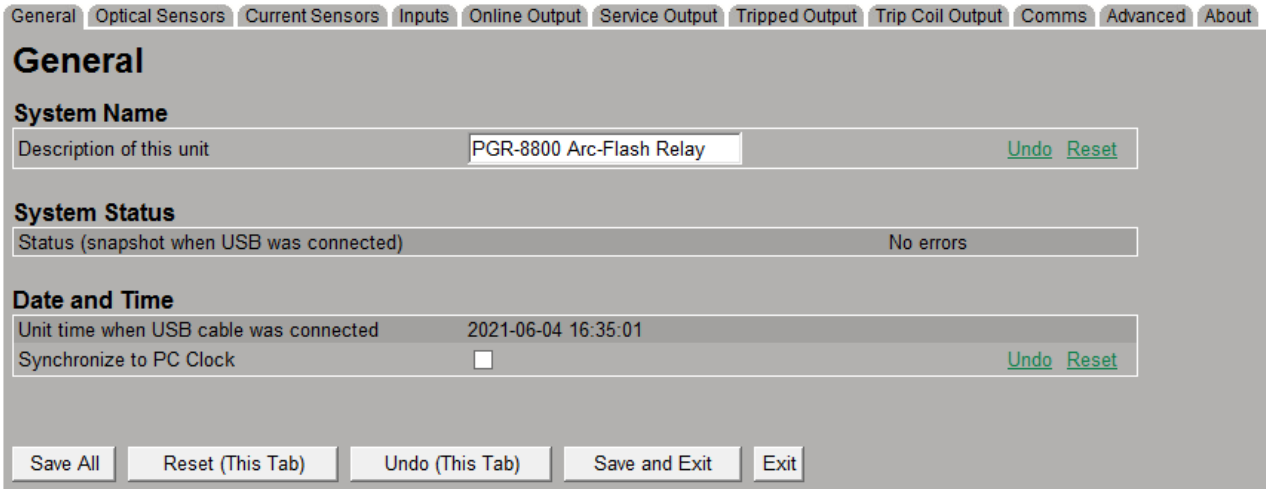 General Optical Sensors Current Sensors Inputs Online Output Service Output Tripped Output Trip Coil Output Comms Advanced About
General
System Name
Description of this unit PGR-8800 Arc-Flash Relay Undo Reset
System Status
Status (snapshot when USB was connected) No errors
Date and Time
Unit time when USB cable was connected 2021-06-04 16:35:01
Synchronize to PC Clock Undo Reset
Save All Reset (This Tab) Undo (This Tab) Save and Exit Exit